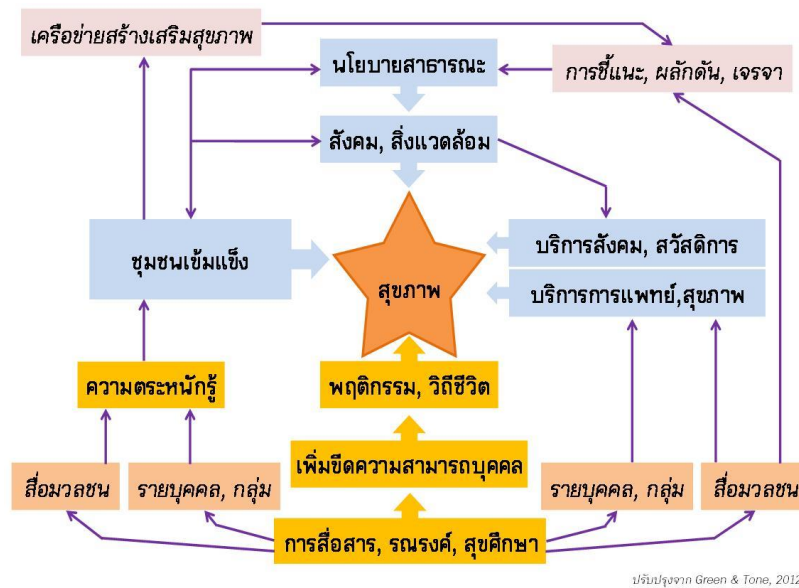 เครือข่ายสร้างเสริมสุขภาพ
นโยบายสาธารณะ
การชี้แนะ, ผลักดัน, เจรจา
สังคม, สิ่งแวดล้อม
ชุมชนเข้มแข็ง
สุขภาพ
บริการสังคม, สวัสดิการ
บริการการแพทย์,สุขภาพ
ความตระหนักรู้
พฤติกรรม, วิถีชีวิต
เพิ่มขีดความสามารถบุคคล
สื่อมวลชน
รายบุคคล, กลุ่ม
รายบุคคล, กลุ่ม
สื่อมวลชน
การสื่อสาร, รณรงค์, สุขศึกษา
ปรับปรุงจาก Green & Tone, 2012